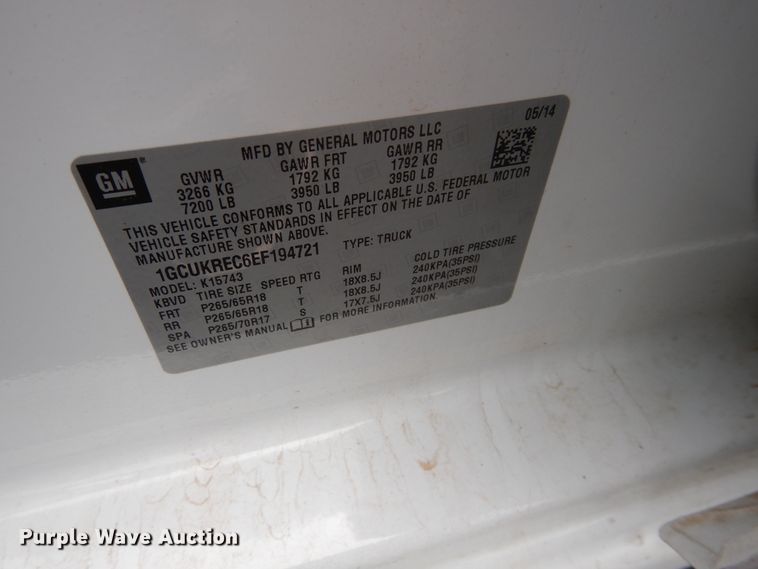 05/14
GM
MFD BY GENERAL MOTORS LLC
GVWR GAWR FRT GAWR RR
3266 KG 1792 KG 1792 KG
7200 LB 3950 LB 3950 LB
THIS VEHICLE CONFORMS TO ALL APPLICABLE U.S. FEDERAL MOTOR
VEHICLE SAFETY STANDARDS IN EFFECT ON THE DATE OF
MANUFACTURE SHOWN ABOVE.
1GCUKREC6EF194721 TYPE: TRUCK
MODEL: K15743
KBVD TIRE SIZE SPEED RTG RIM COLD TIRE PRESSURE
FRT P265/65R18 T 18X8.5J 240KPA(35PSI)
RR P265/65R18 T 18X8.5J 240KPA(35PSI)
SPA P265/70R17 S 17X7.5J 240KPA(35PSI)
SEE OWNER'S MANUAL FOR MORE INFORMATION.
Purple Wave Auction